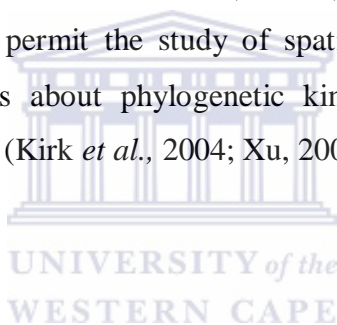 permit the study of spat
s about phylogenetic kin
(Kirk et al., 2004; Xu, 200
UNIVERSITY of the
WESTERN CAPE